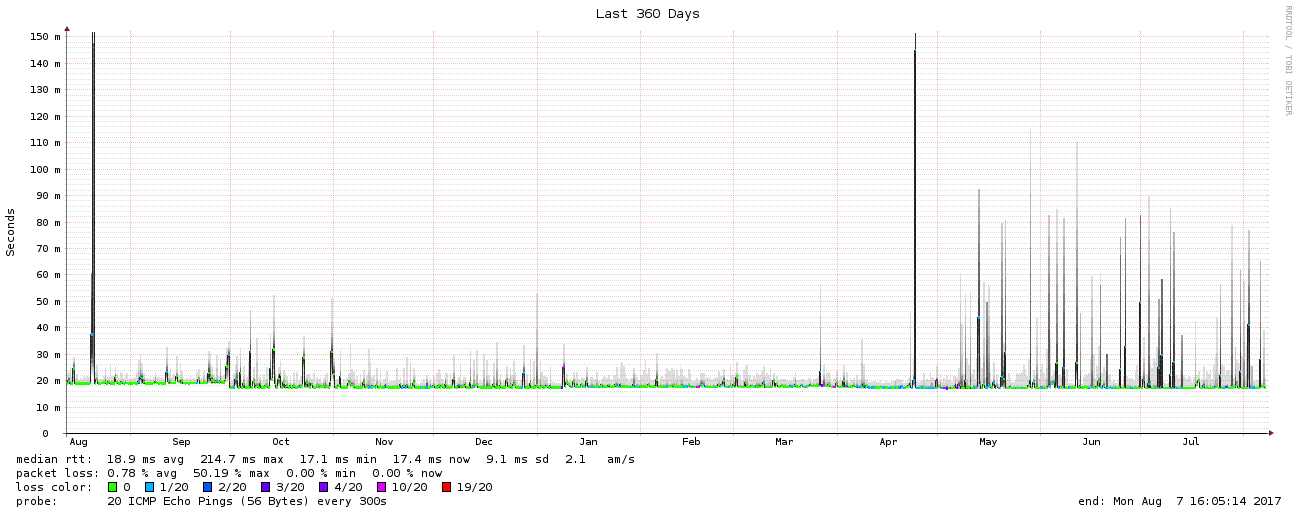 Last 360 Days
RRDTOOL / TOBI OETIKER
Seconds
150 m
140 m
130 m
120 m
110 m
100 m
90 m
80 m
70 m
60 m
50 m
40 m
30 m
20 m
10 m
0
Aug Sep Oct Nov Dec Jan Feb Mar Apr May Jun Jul
median rtt: 18.9 ms avg 214.7 ms max 17.1 ms min 17.4 ms now 9.1 ms sd 2.1 am/s
packet loss: 0.78 % avg 50.19 % max 0.00 % min 0.00 % now
loss color: 0 1/20 2/20 3/20 4/20 10/20 19/20
probe: 20 ICMP Echo Pings (56 Bytes) every 300s end: Mon Aug 7 16:05:14 2017